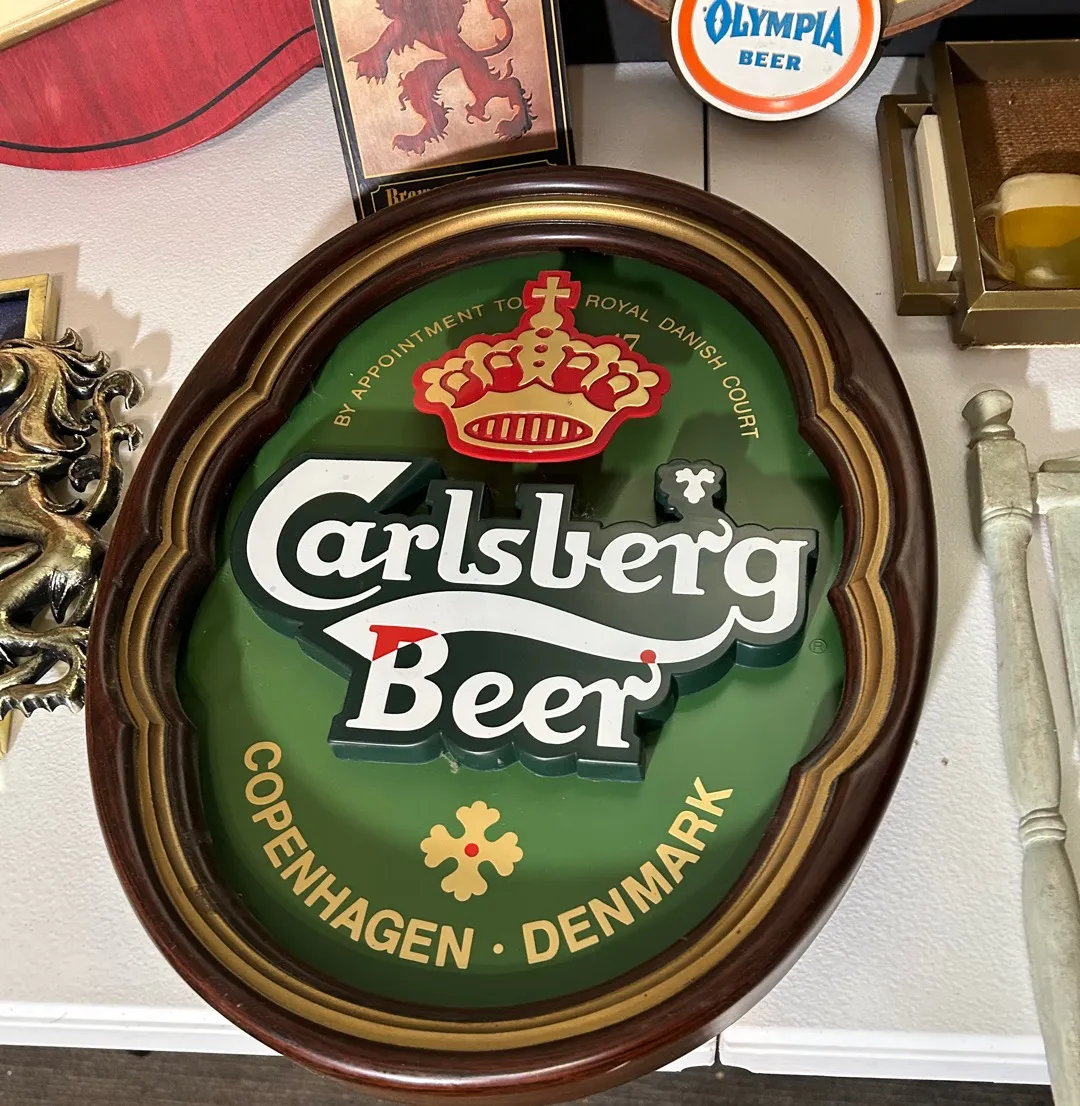 OLYMPIA
BEER
BY APPOINTMENT TO ROYAL DANISH COURT
Carlsberg
Beer
®
COPENHAGEN · DENMARK